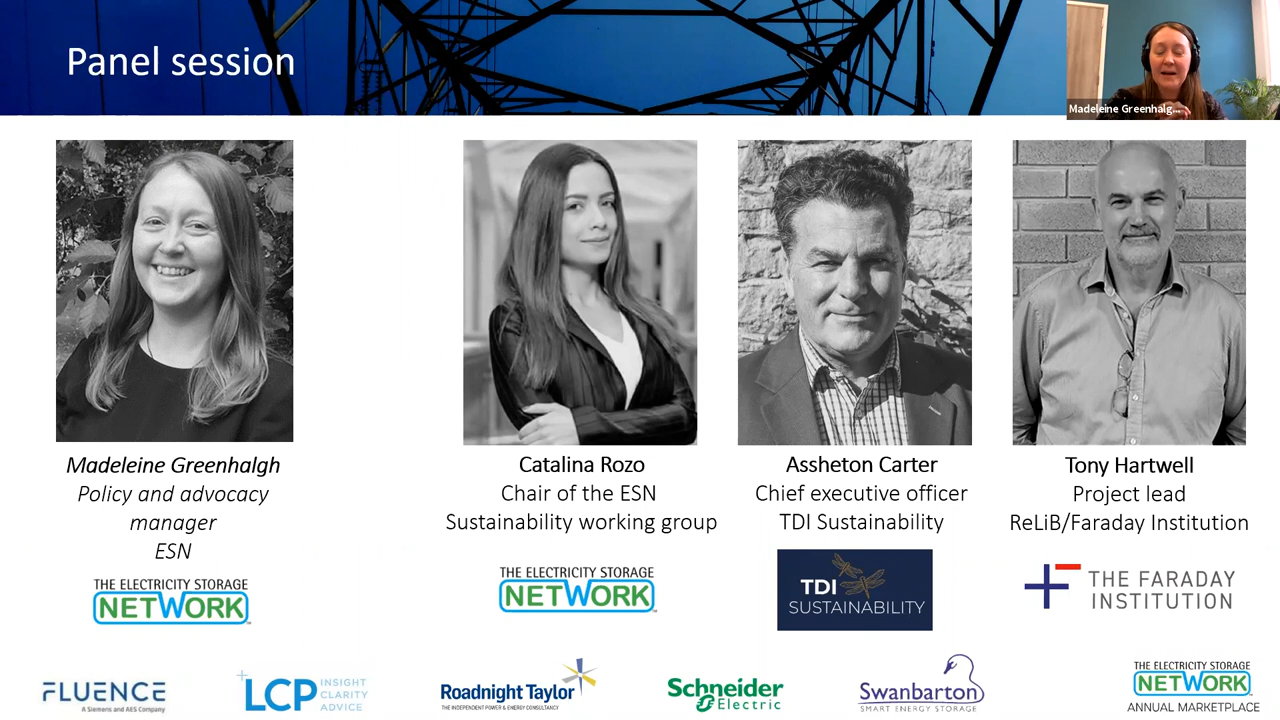 Panel session
Madeleine Greenhalg...
Madeleine Greenhalgh
Policy and advocacy
manager
ESN
THE ELECTRICITY STORAGE
NETWORK
Catalina Rozo
Chair of the ESN
Sustainability working group
THE ELECTRICITY STORAGE
NETWORK
Assheton Carter
Chief executive officer
TDI Sustainability
TDI
SUSTAINABILITY
Tony Hartwell
Project lead
ReLiB/Faraday Institution
THE FARADAY
INSTITUTION
FLUENCE
A Siemens and AES Company
LCP INSIGHT
CLARITY
ADVICE
Roadnight Taylor
THE INDEPENDENT POWER & ENERGY CONSULTANCY
Schneider
Electric
Swanbarton
SMART ENERGY STORAGE
THE ELECTRICITY STORAGE
NETWORK
ANNUAL MARKETPLACE